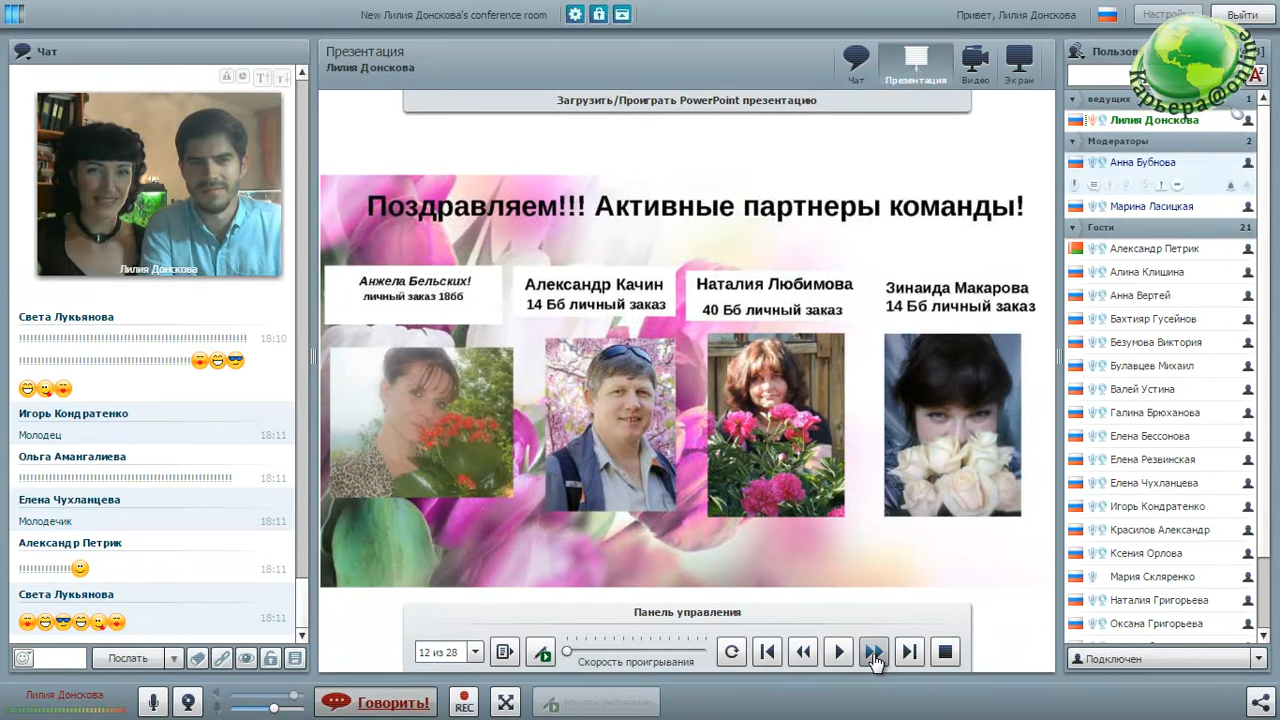 New Лилия Донскова's conference room
Привет, Лилия Донскова
Настройки
Выйти
Чат
Лилия Донскова
Света Лукьянова
!!!!!!!!!!!!!!!!!!!!!!!!!!!!!!!!!!!!!!!!!!!!!!!!!!!!!!!!! 18:10
!!!!!!!!!!!!!!!!!!!!!!!!!!!!!!!!!!!!!!!!!!!
Игорь Кондратенко
Молодец 18:11
Ольга Амангалиева
!!!!!!!!!!!!!!!!!!!!!!!!!!!!!!!!!!!!!!!!!!!!!!!!!!!!! 18:11
Елена Чухланцева
Молодечик 18:11
Александр Петрик
!!!!!!!!!!!!! 18:11
Света Лукьянова
18:11
Послать
Презентация
Лилия Донскова
Чат
Презентация
Видео
Экран
Загрузить/Проиграть PowerPoint презентацию
Поздравляем!!! Активные партнеры команды!
Анжела Бельских!
личный заказ 18бб
Александр Качин
14 Бб личный заказ
Наталия Любимова
40 Бб личный заказ
Зинаида Макарова
14 Бб личный заказ
Панель управления
12 из 28
Скорость проигрывания
карьера@online
ведущих 1
Лилия Донскова
Модераторы 2
Анна Бубнова
Марина Ласицкая
Гости 21
Александр Петрик
Алина Клишина
Анна Вертей
Бахтияр Гусейнов
Безумова Виктория
Булавцев Михаил
Валей Устина
Галина Брюханова
Елена Бессонова
Елена Резвинская
Елена Чухланцева
Игорь Кондратенко
Красилов Александр
Ксения Орлова
Мария Скляренко
Наталия Григорьева
Оксана Григорьева
Подключен
Лилия Донскова
Говорить!
REC